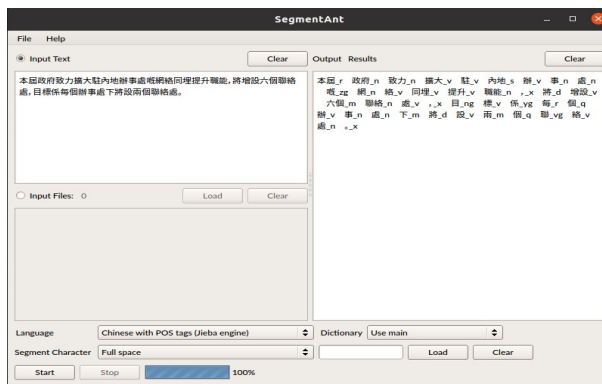 SegmentAnt
File Help
Input Text Clear Output Results Clear
本屆政府致力擴大駐內地辦事處嘅網絡同埋提升職能,將增設六個聯絡
處,目標係每個辦事處下將設兩個聯絡處。
本屆_r 政府_n 致力_n 擴大_v 駐_v 內地_s 辦_v 事_n 處_n
嘅_zg 網_n 絡_v 同埋_v 提升_v 職能_n ,_x 將_d 增設_v
六個_m 聯絡_n 處_v ,_x 目_ng 標_v 係_yg 每_r 個_q
辦_v 事_n 處_n 下_m 將_d 設_v 兩_m 個_q 聯_vg 絡_v
處_n 。_x
Input Files: 0 Load Clear
Language Chinese with POS tags (Jieba engine) Dictionary Use main
Segment Character Full space Load Clear
Start Stop 100%